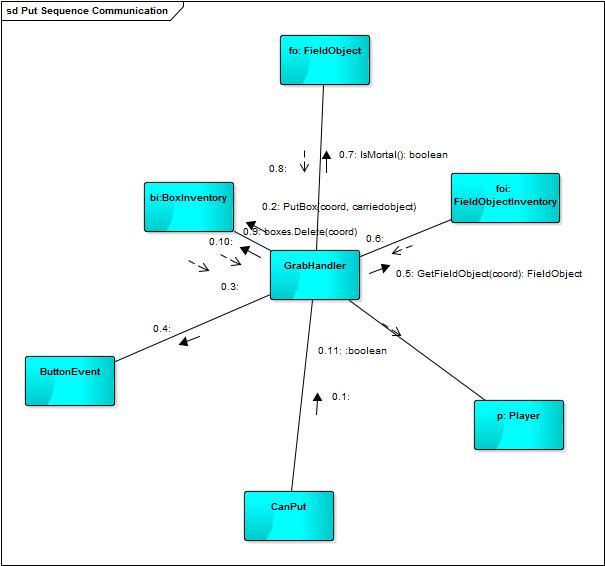 sd Put Sequence Communication
fo: FieldObject
0.7: IsMortal(): boolean
0.8:
bi:BoxInventory
foi:
FieldObjectInventory
0.2: PutBox(coord, carriedobject)
0.9: boxes.Delete(coord)
0.6:
0.10:
GrabHandler
0.5: GetFieldObject(coord): FieldObject
0.3:
0.4:
0.11: :boolean
ButtonEvent
0.1:
p: Player
CanPut